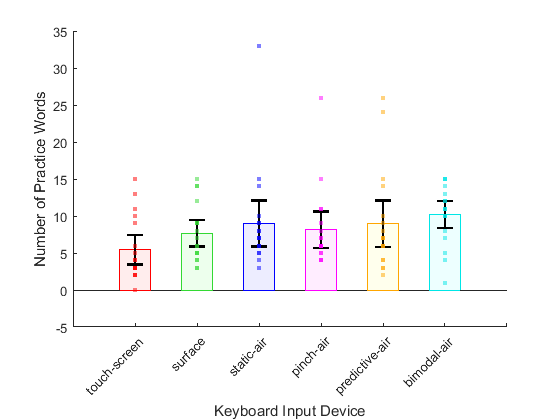 35
30
25
20
15
10
5
0
-5
Number of Practice Words
touch-screen
surface
static-air
pinch-air
predictive-air
bimodal-air
Keyboard Input Device